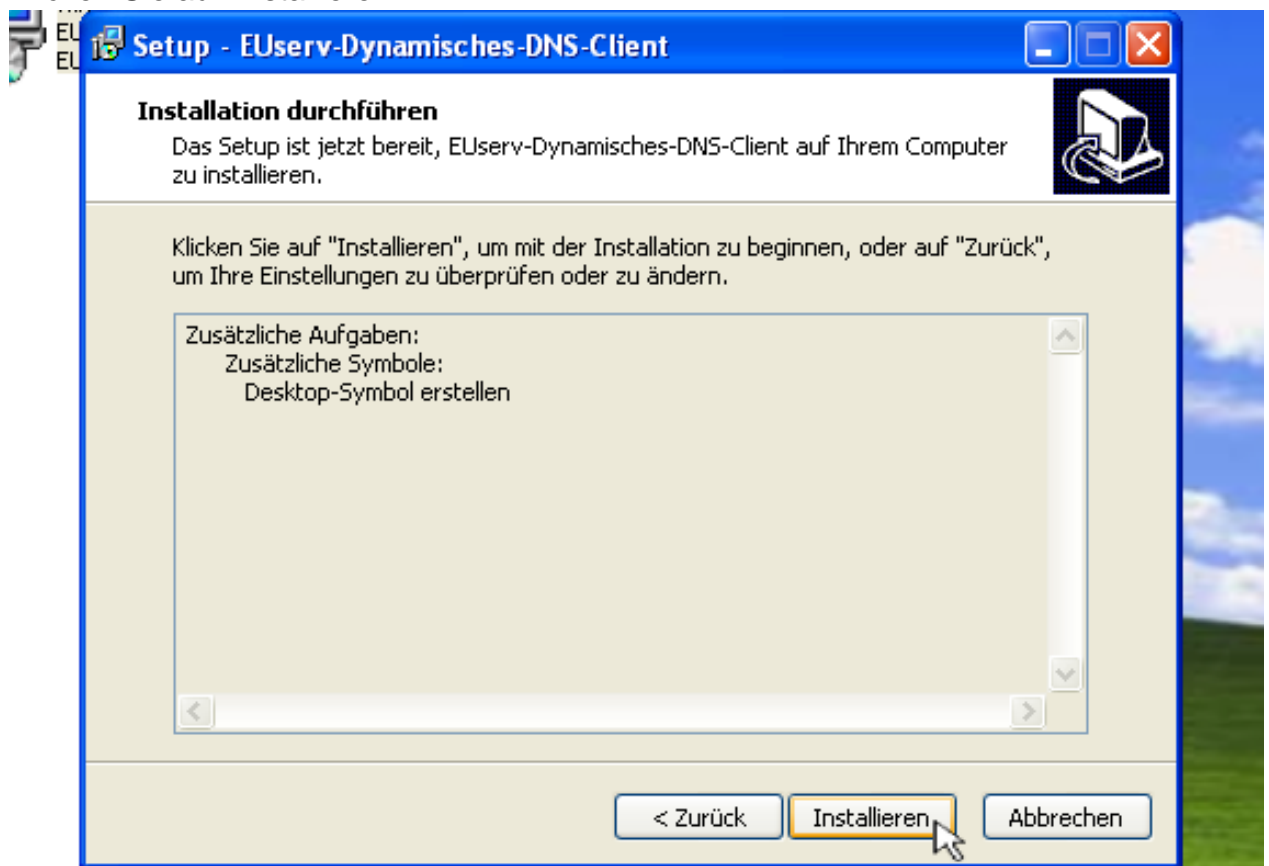 EU
Setup - EUserv-Dynamisches-DNS-Client
EU
Installation durchführen
Das Setup ist jetzt bereit, EUserv-Dynamisches-DNS-Client auf Ihrem Computer
zu installieren.
Klicken Sie auf "Installieren", um mit der Installation zu beginnen, oder auf "Zurück",
um Ihre Einstellungen zu überprüfen oder zu ändern.
Zusätzliche Aufgaben:
Zusätzliche Symbole:
Desktop-Symbol erstellen
< Zurück
Installieren
Abbrechen